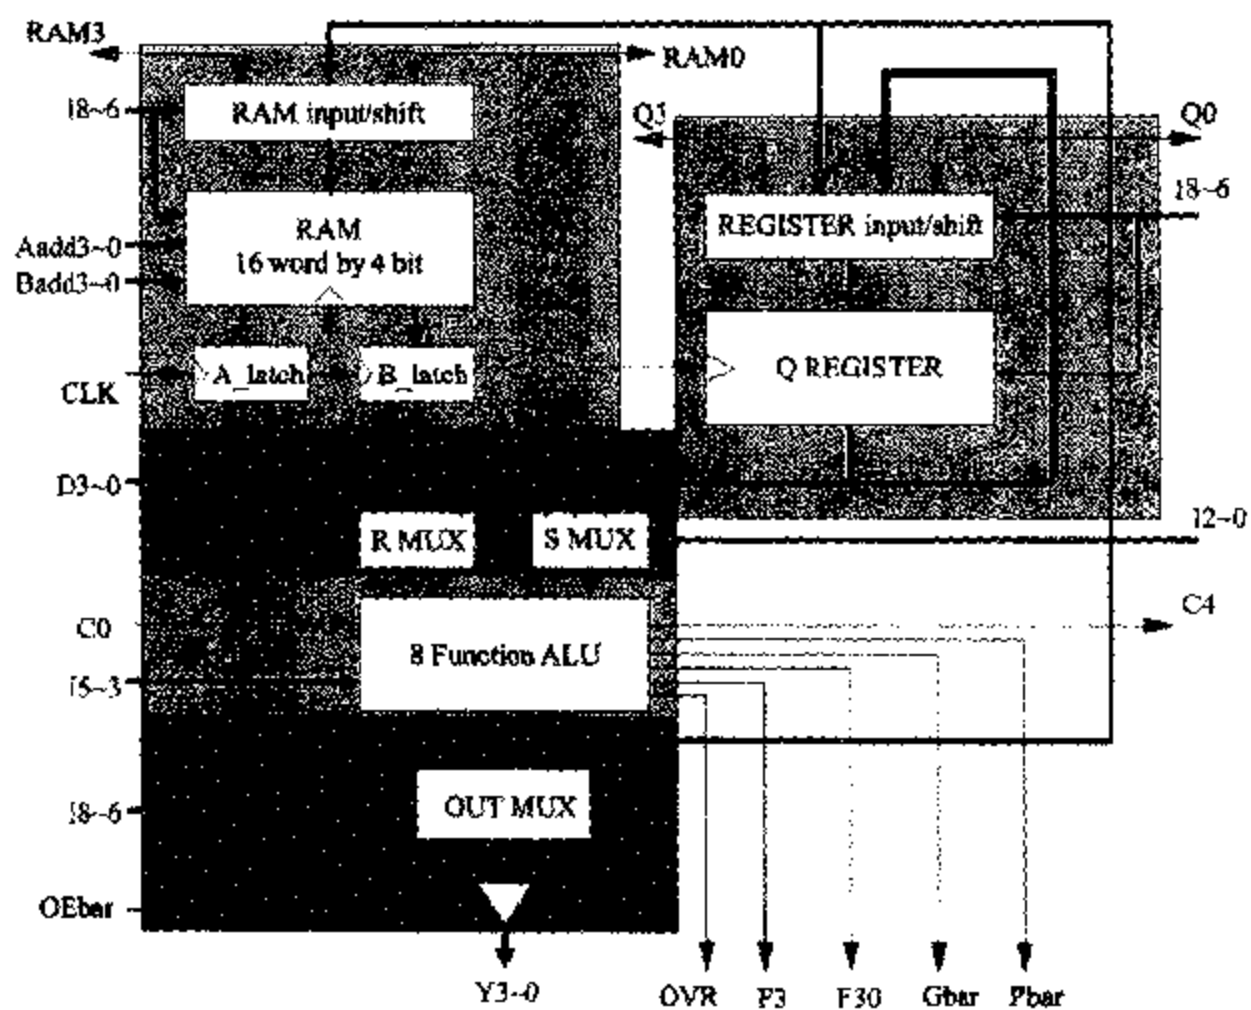 RAM3
RAM0
I8~6
RAM input/shift
Q3
Q0
I8~6
RAM
16 word by 4 bit
REGISTER input/shift
Aadd3~0
Badd3~0
A_latch
B_latch
Q REGISTER
CLK
D3~0
R MUX
S MUX
I2~0
C0
8 Function ALU
C4
I5~3
I8~6
OUT MUX
OEbar
Y3~0
OVR
F3
F30
Gbar
Pbar